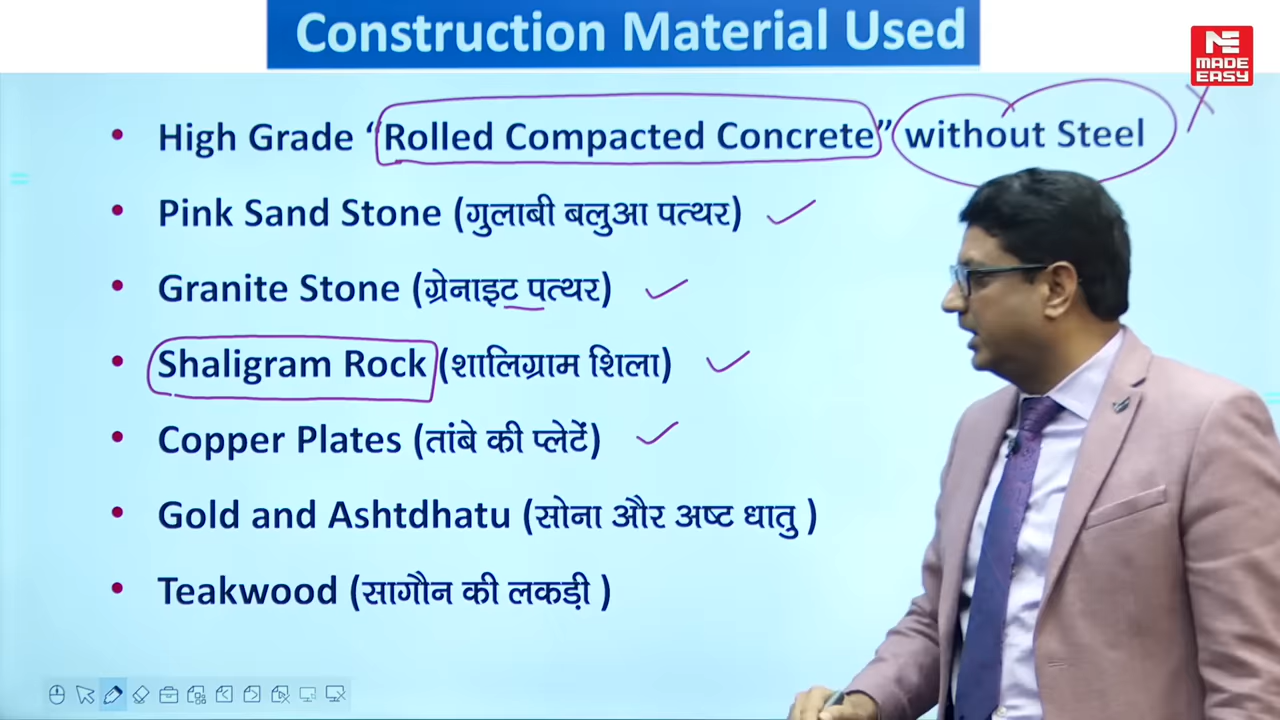 Construction Material Used
ME
MADE
EASY
• High Grade “Rolled Compacted Concrete” without Steel
• Pink Sand Stone (गुलाबी बलुआ पत्थर)
• Granite Stone (ग्रेनाइट पत्थर)
• Shaligram Rock (शालिग्राम शिला)
• Copper Plates (तांबे की प्लेटें)
• Gold and Ashtdhatu (सोना और अष्ट धातु )
• Teakwood (सागौन की लकड़ी )